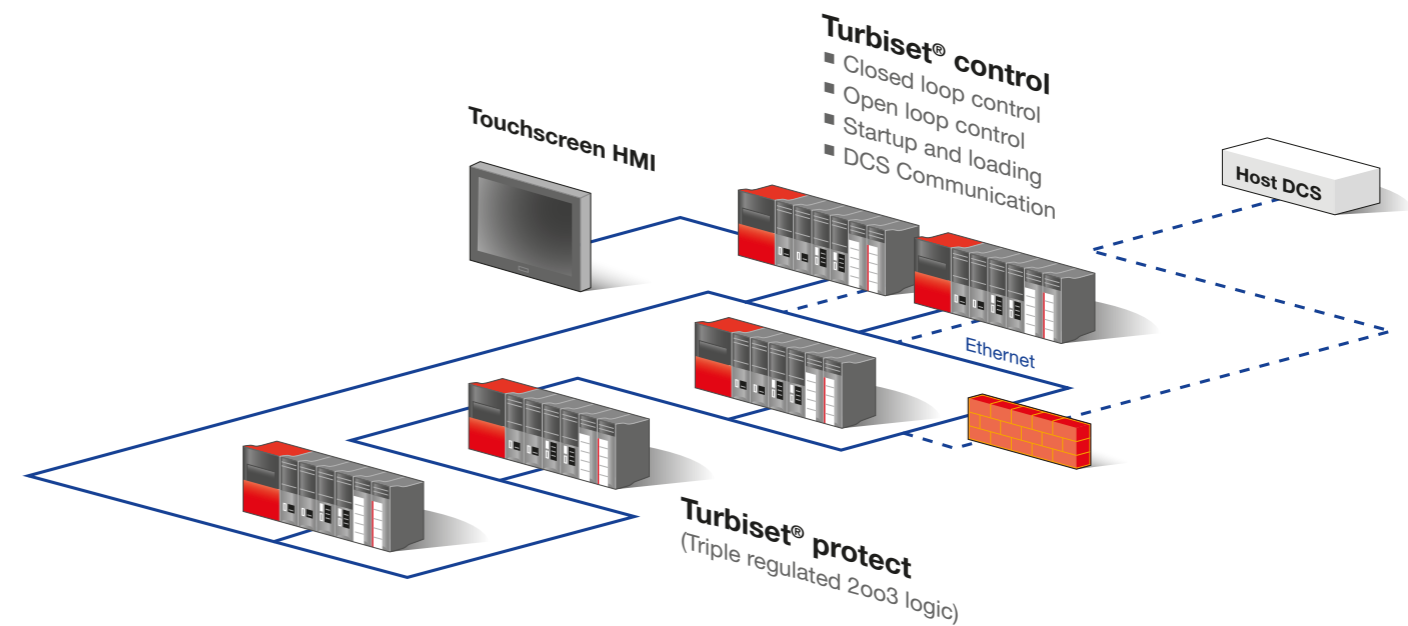 Turbiset® control
■ Closed loop control
■ Open loop control
■ Startup and loading
■ DCS Communication
Touchscreen HMI
Host DCS
Ethernet
Turbiset® protect
(Triple regulated 2oo3 logic)